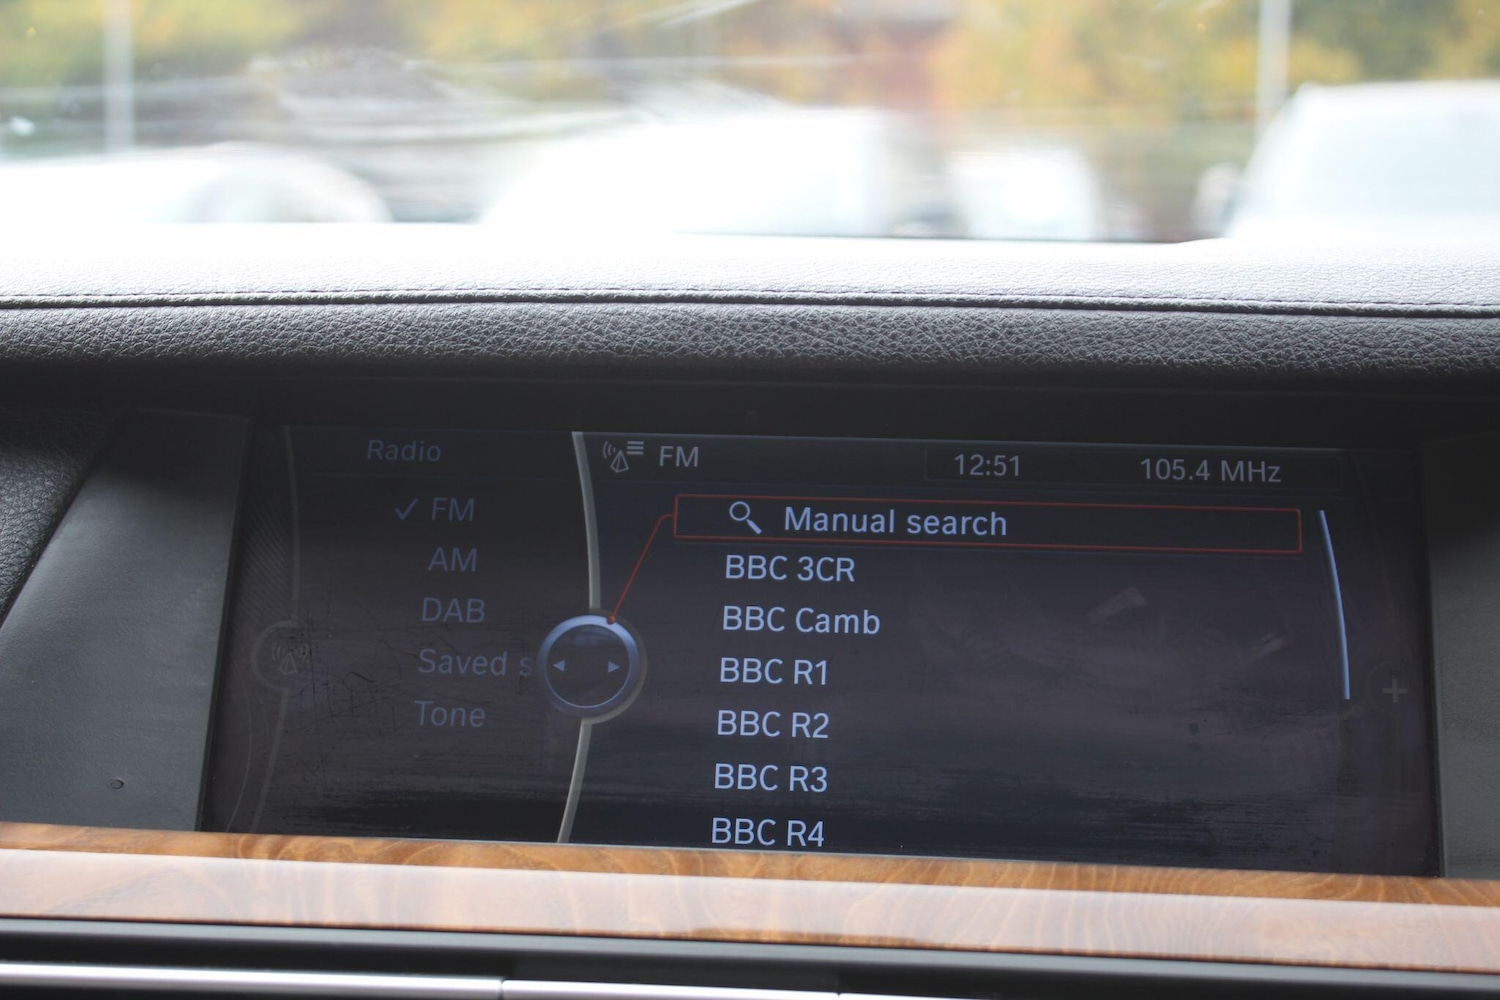 Radio
✓ FM
AM
DAB
Saved s
Tone
FM 12:51 105.4 MHz
Manual search
BBC 3CR
BBC Camb
BBC R1
BBC R2
BBC R3
BBC R4